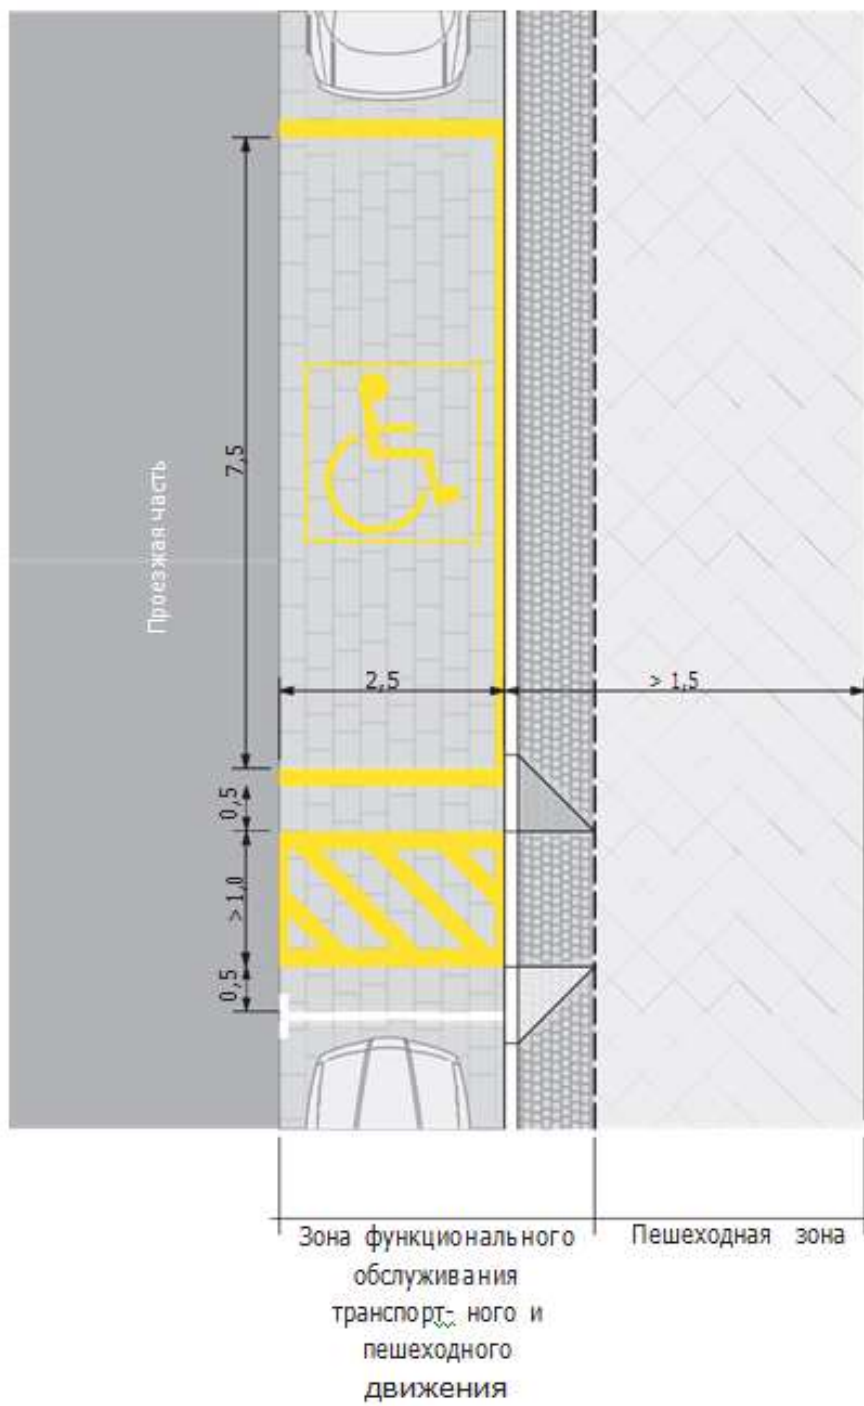 7,5
Проезжая часть
2,5
> 1,5
0,5
> 1,0
0,5
Зона функционального
обслуживания
транспорт- ного и
пешеходного
движения
Пешеходная зона